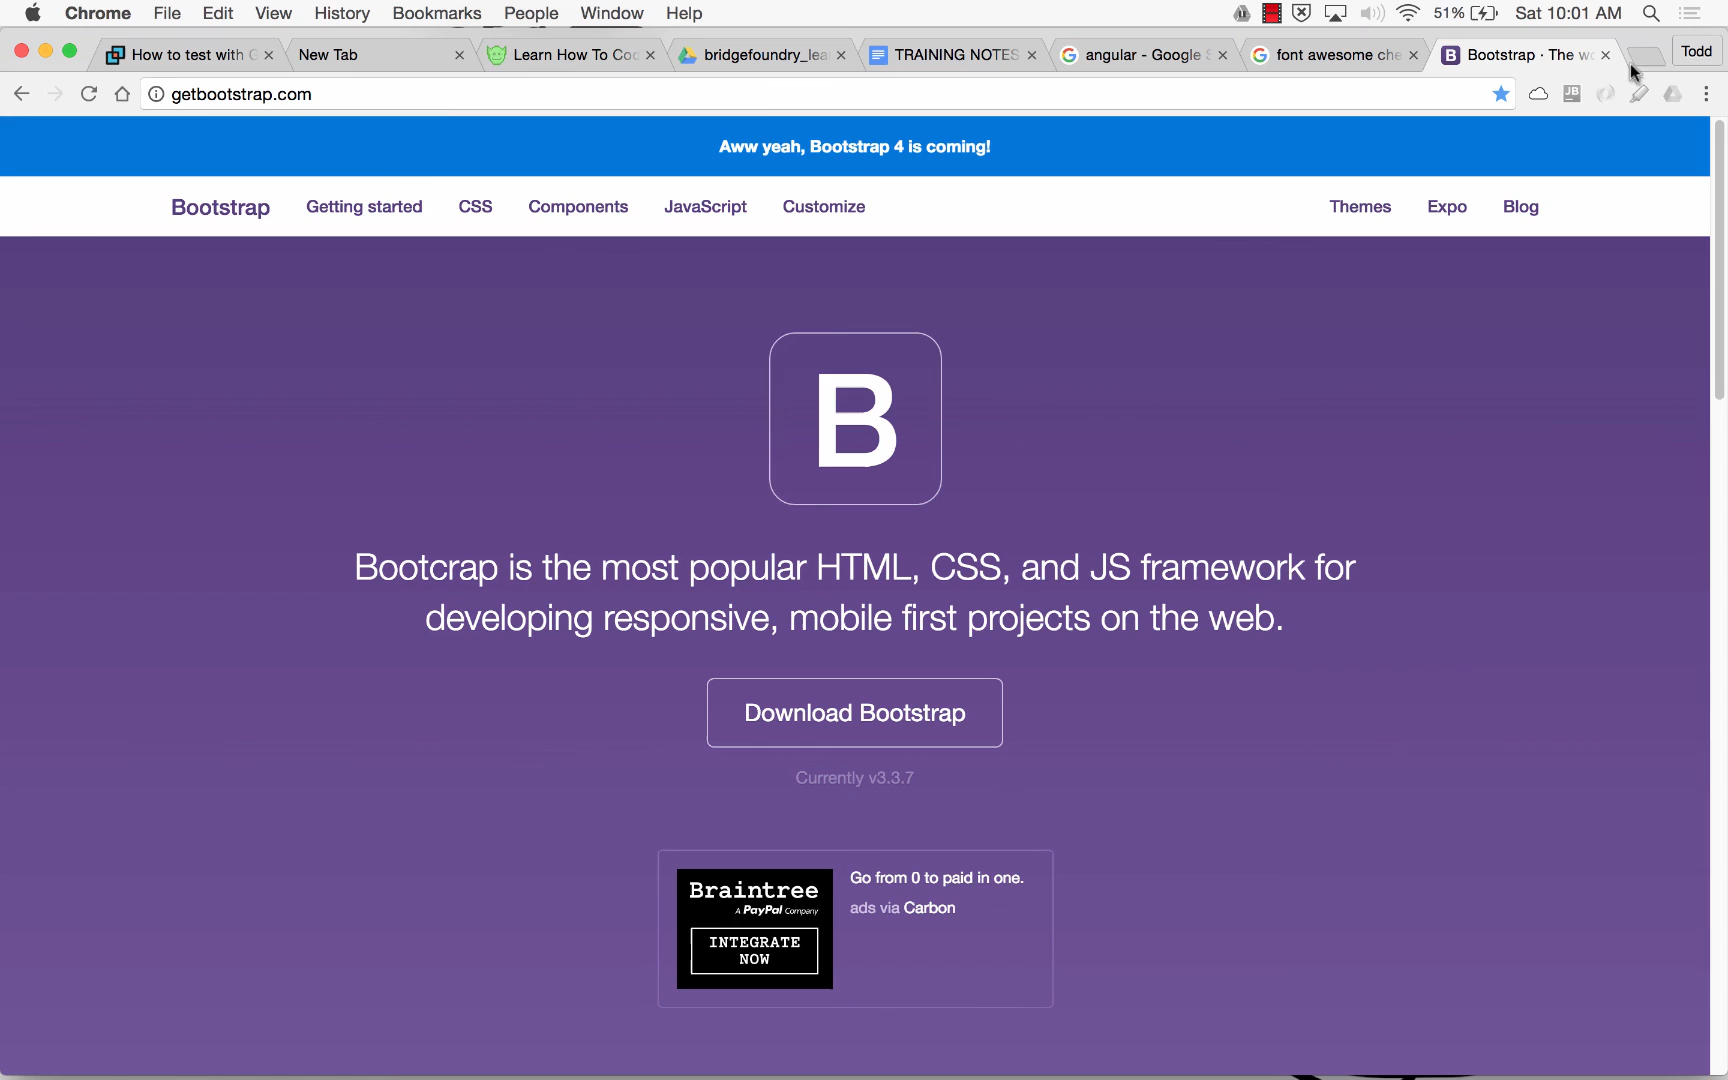 Chrome File Edit View History Bookmarks People Window Help 51% Sat 10:01 AM
How to test with G New Tab Learn How To Coc bridgefoundry_lea TRAINING NOTES angular - Google S font awesome che Bootstrap · The wo Todd
getbootstrap.com JB
Aww yeah, Bootstrap 4 is coming!
Bootstrap Getting started CSS Components JavaScript Customize Themes Expo Blog
B
Bootcrap is the most popular HTML, CSS, and JS framework for
developing responsive, mobile first projects on the web.
Download Bootstrap
Currently v3.3.7
Braintree
A PayPal Company
INTEGRATE
NOW
Go from 0 to paid in one.
ads via Carbon